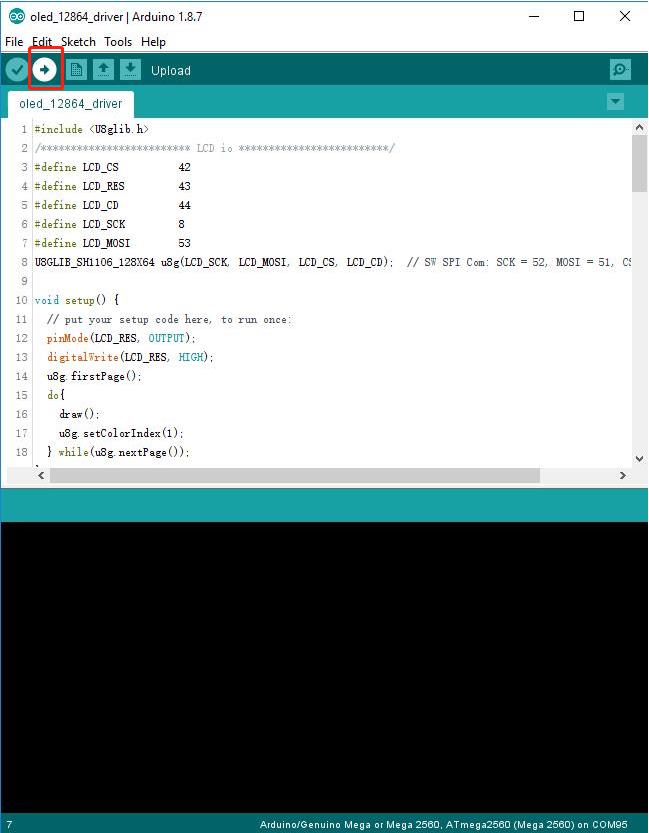 oled_12864_driver | Arduino 1.8.7
File Edit Sketch Tools Help
Upload
oled_12864_driver
1 #include <U8glib.h>
2 /************************* LCD io *************************/
3 #define LCD_CS 42
4 #define LCD_RES 43
5 #define LCD_CD 44
6 #define LCD_SCK 8
7 #define LCD_MOSI 53
8 U8GLIB_SH1106_128X64 u8g(LCD_SCK, LCD_MOSI, LCD_CS, LCD_CD); // SW SPI Com: SCK = 52, MOSI = 51, CS
9
10 void setup() {
11 // put your setup code here, to run once:
12 pinMode(LCD_RES, OUTPUT);
13 digitalWrite(LCD_RES, HIGH);
14 u8g.firstPage();
15 do{
16 draw();
17 u8g.setColorIndex(1);
18 } while(u8g.nextPage());
7 Arduino/Genuino Mega or Mega 2560, ATmega2560 (Mega 2560) on COM95